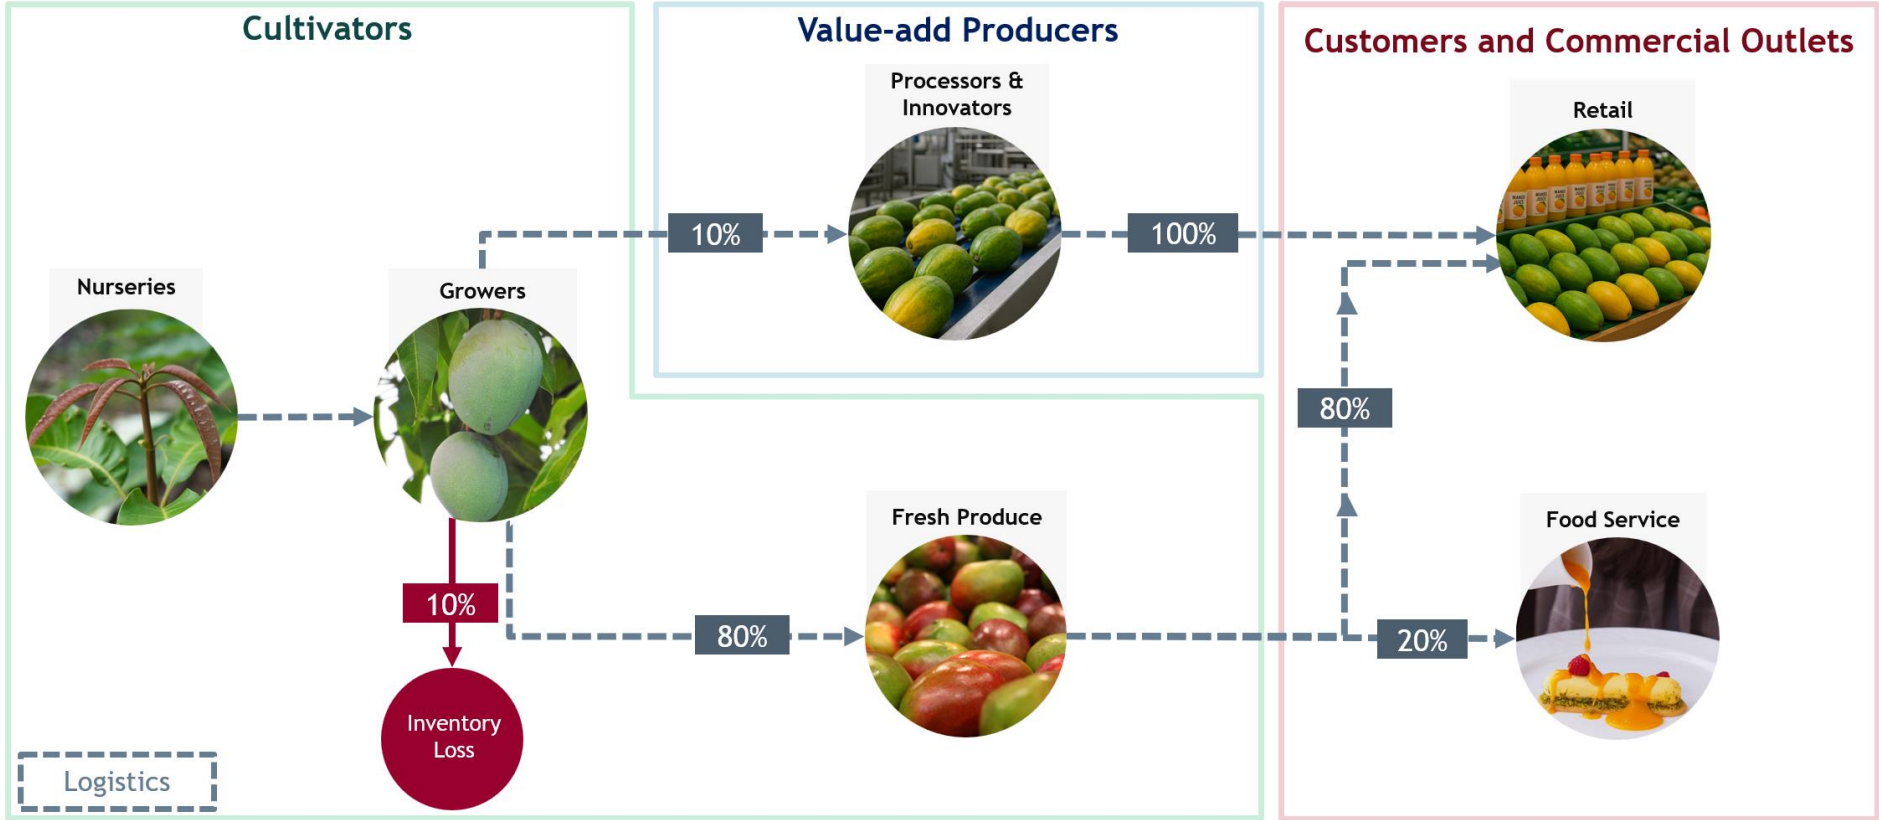 Cultivators
Value-add Producers
Customers and Commercial Outlets
Processors &
Innovators
Retail
10%
100%
Nurseries
Growers
80%
Fresh Produce
Food Service
10%
80%
20%
Inventory
Loss
Logistics